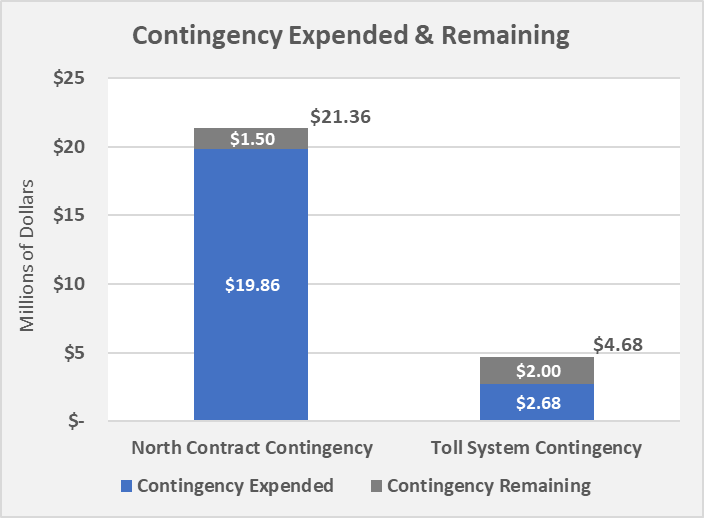 Contingency Expended & Remaining
$25
$20
$15
$10
$5
$-
Millions of Dollars
$21.36
$1.50
$19.86
$4.68
$2.00
$2.68
North Contract Contingency
Toll System Contingency
Contingency Expended
Contingency Remaining